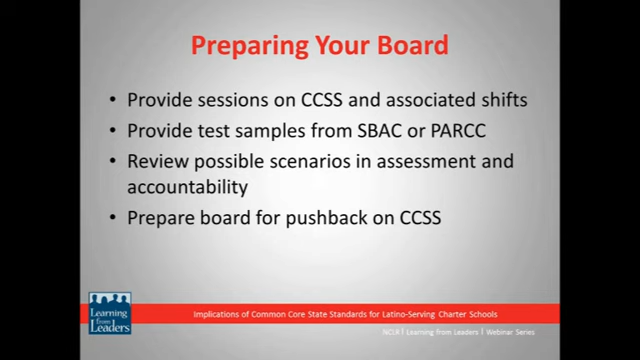 Preparing Your Board
• Provide sessions on CCSS and associated shifts
• Provide test samples from SBAC or PARCC
• Review possible scenarios in assessment and
accountability
• Prepare board for pushback on CCSS
Learning
from
Leaders
Implications of Common Core State Standards for Latino-Serving Charter Schools
NCLR I Learning from Leaders I Webinar Series